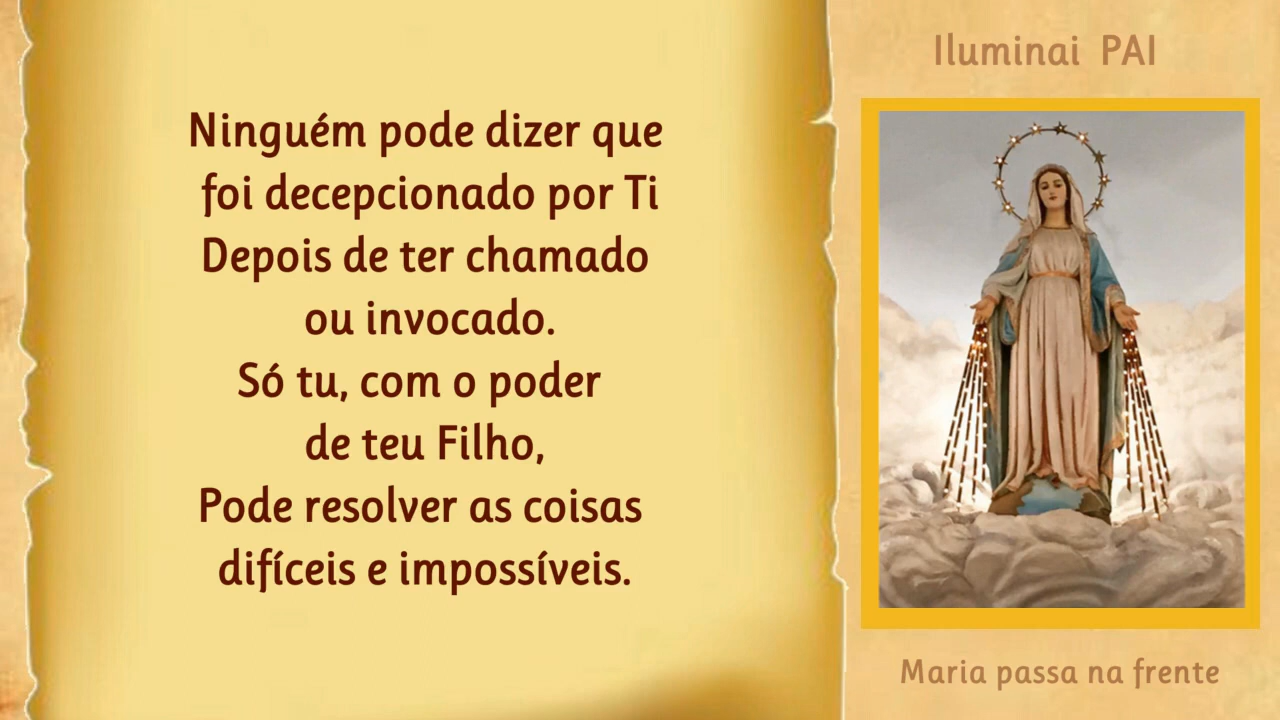 Ninguém pode dizer que
foi decepcionado por Ti
Depois de ter chamado
ou invocado.
Só tu, com o poder
de teu Filho,
Pode resolver as coisas
difíceis e impossíveis.
Iluminai PAI
Maria passa na frente